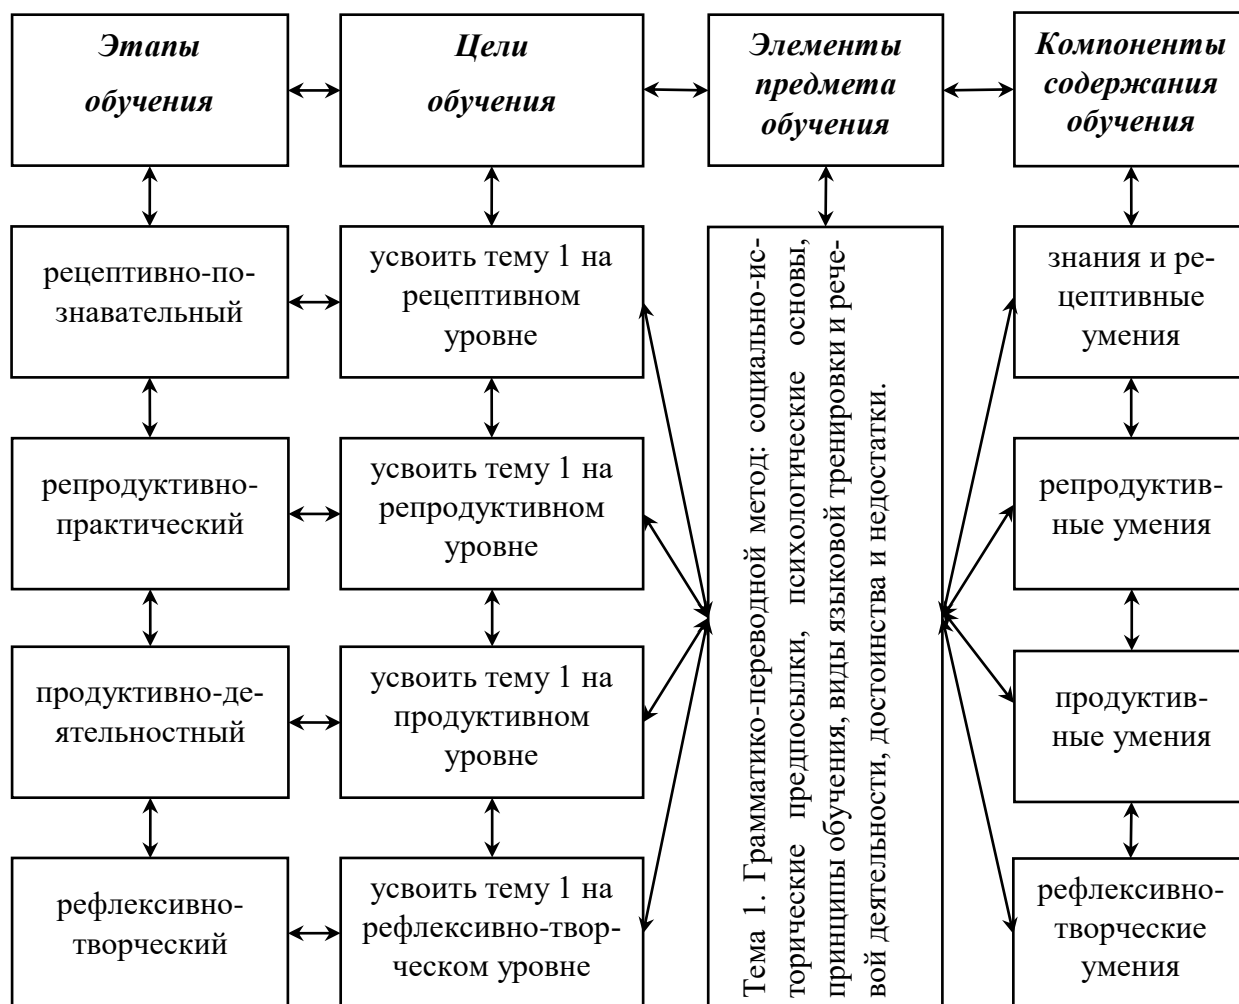 Этапы
обучения
Цели
обучения
Элементы
предмета
обучения
Компоненты
содержания
обучения
рецептивно-по-
знавательный
усвоить тему 1 на
рецептивном
уровне
Тема 1. Грамматико-переводной метод: социально-ис-
торические предпосылки, психологические основы,
принципы обучения, виды языковой тренировки и рече-
вой деятельности, достоинства и недостатки.
знания и ре-
цептивные
умения
репродуктивно-
практический
усвоить тему 1 на
репродуктивном
уровне
репродуктив-
ные умения
продуктивно-де-
ятельностный
усвоить тему 1 на
продуктивном
уровне
продуктив-
ные умения
рефлексивно-
творческий
усвоить тему 1 на
рефлексивно-твор-
ческом уровне
рефлексивно-
творческие
умения